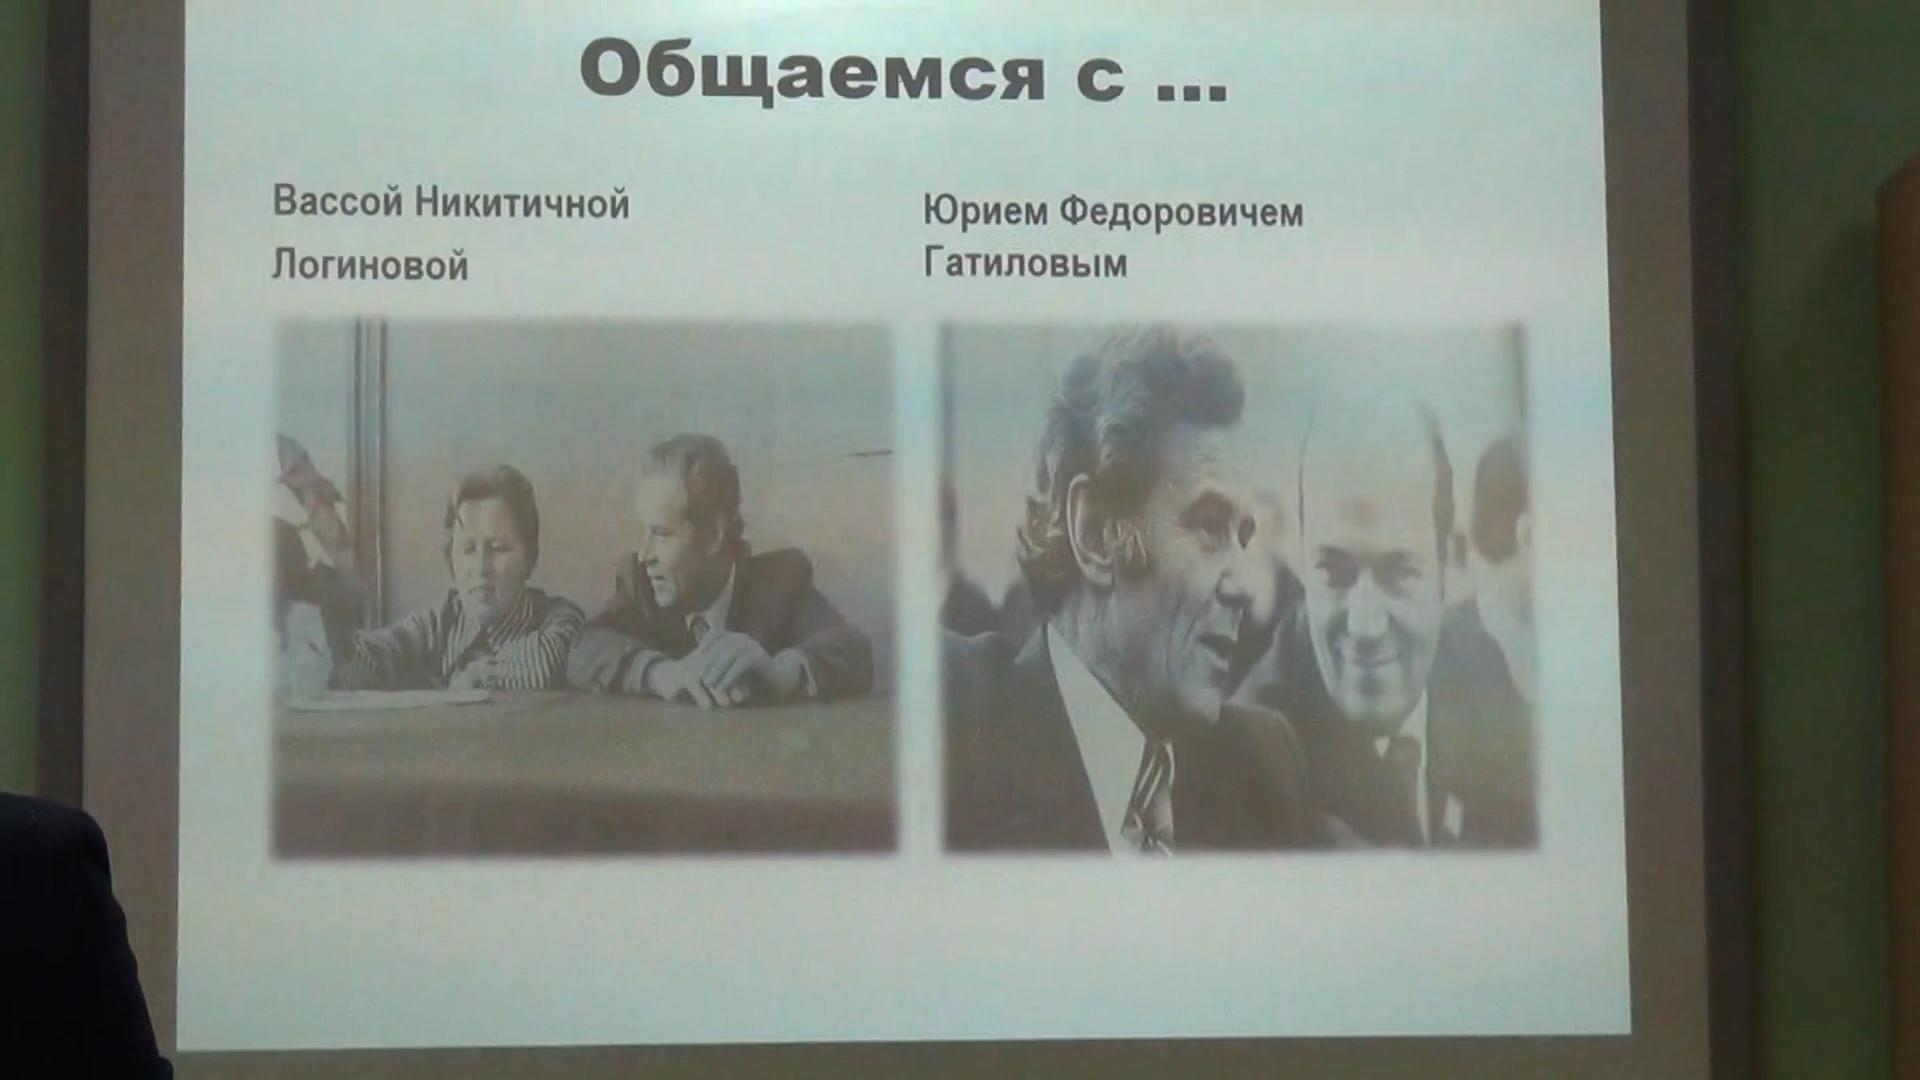 Общаемся с ...
Вассой Никитичной
Логиновой
Юрием Федоровичем
Гатиловым